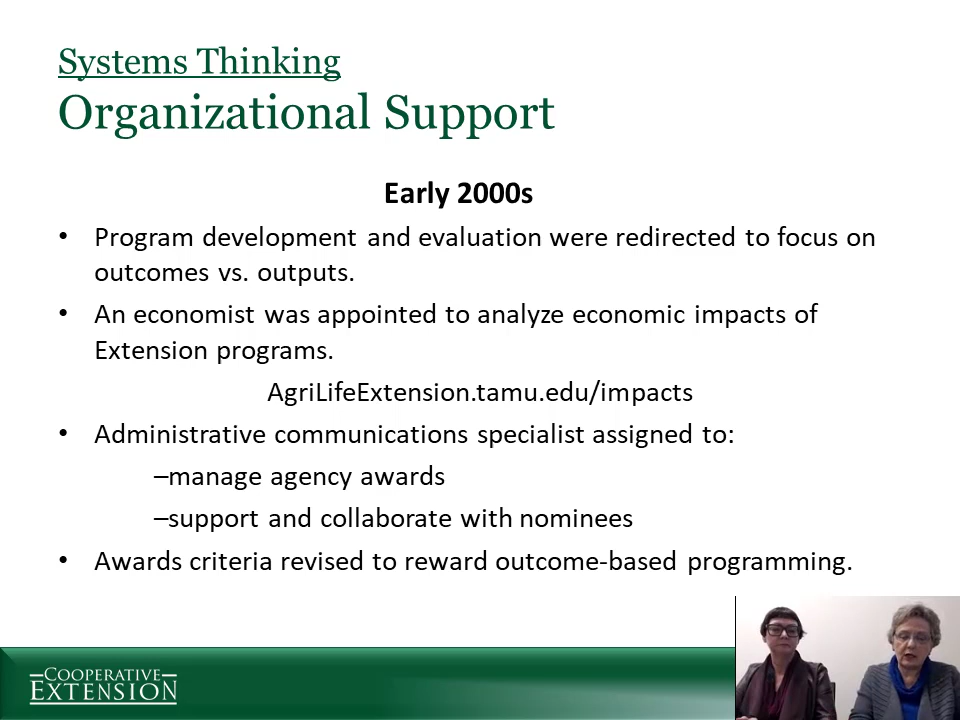 Systems Thinking
Organizational Support
Early 2000s
• Program development and evaluation were redirected to focus on
outcomes vs. outputs.
• An economist was appointed to analyze economic impacts of
Extension programs.
AgriLifeExtension.tamu.edu/impacts
• Administrative communications specialist assigned to:
–manage agency awards
–support and collaborate with nominees
• Awards criteria revised to reward outcome-based programming.
COOPERATIVE
EXTENSION